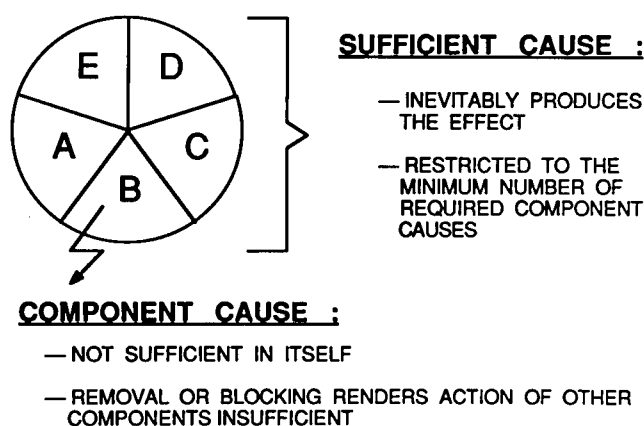 E D
A C
B
SUFFICIENT CAUSE :
— INEVITABLY PRODUCES
THE EFFECT
— RESTRICTED TO THE
MINIMUM NUMBER OF
REQUIRED COMPONENT
CAUSES
COMPONENT CAUSE :
— NOT SUFFICIENT IN ITSELF
— REMOVAL OR BLOCKING RENDERS ACTION OF OTHER
COMPONENTS INSUFFICIENT